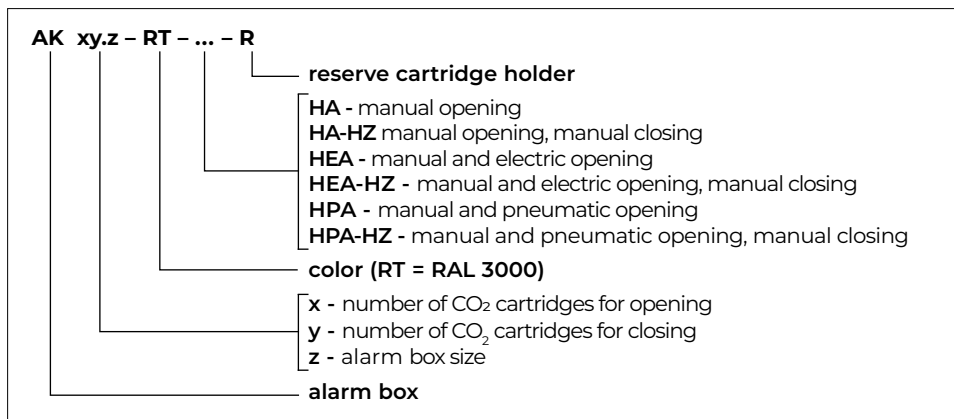 AK xy.z – RT – ... – R
reserve cartridge holder
HA - manual opening
HA-HZ manual opening, manual closing
HEA - manual and electric opening
HEA-HZ - manual and electric opening, manual closing
HPA - manual and pneumatic opening
HPA-HZ - manual and pneumatic opening, manual closing
color (RT = RAL 3000)
x - number of CO₂ cartridges for opening
y - number of CO₂ cartridges for closing
z - alarm box size
alarm box